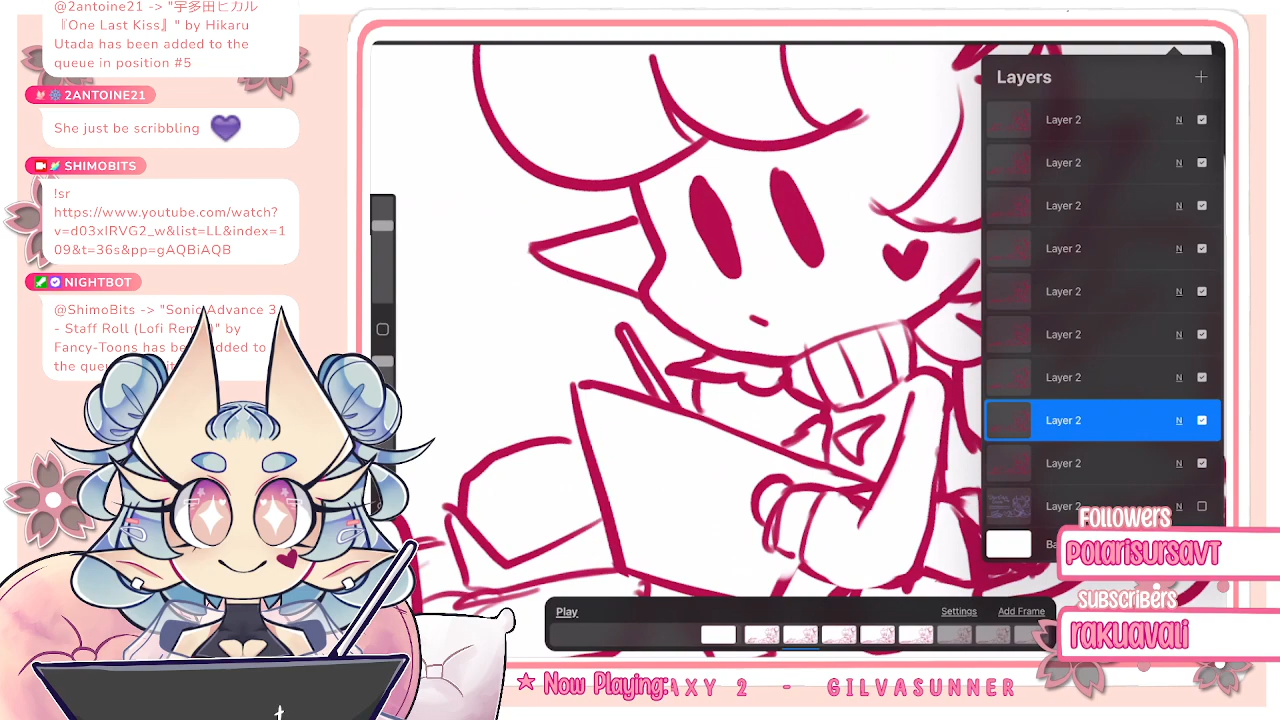 @2antoine21 -> "宇多田ヒカル
『One Last Kiss』" by Hikaru
Utada has been added to the
queue in position #5
2ANTOINE21
She just be scribbling
SHIMOBITS
!sr
https://www.youtube.com/watch?
v=d03xIRVG2_w&list=LL&index=1
09&t=36s&pp=gAQBiAQB
NIGHTBOT
@ShimoBits -> "Sonic Advance 3
- Staff Roll (Lofi Remix)" by
Fancy-Toons has been added to
the queue
Layers
Layer 2 N
Layer 2 N
Layer 2 N
Layer 2 N
Layer 2 N
Layer 2 N
Layer 2 N
Layer 2 N
Layer 2 N
Layer 2 N
Ba
Followers
POLARISURSAVT
SUBSCRIBERS
RAKUAVALI
Play
Settings
Add Frame
Now Playing:
AXY 2 - GILVASUNNER